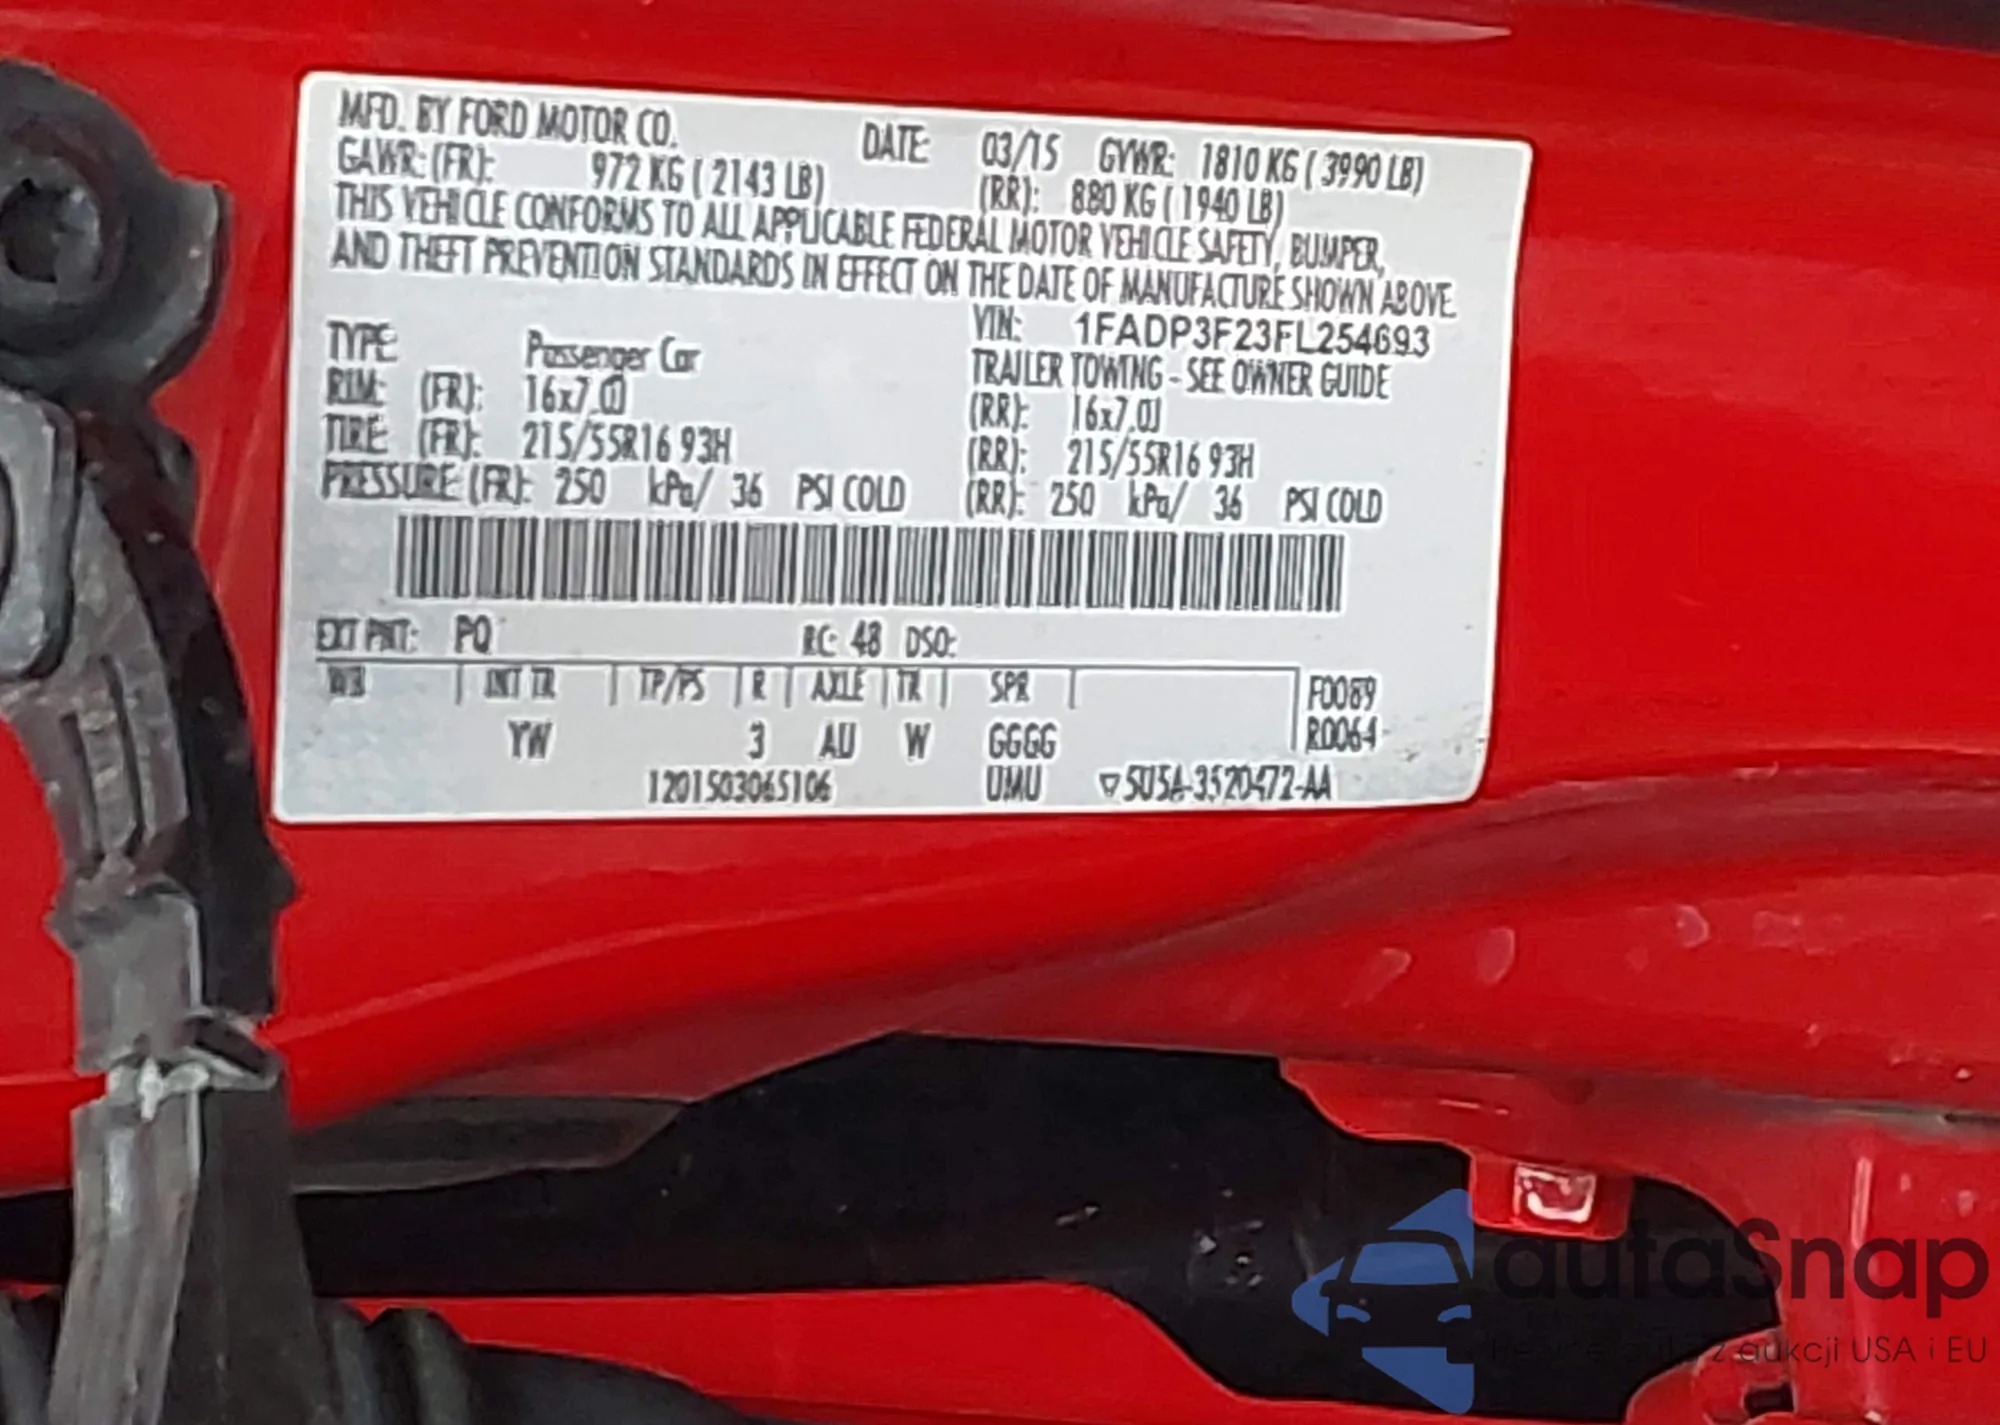 MFD. BY FORD MOTOR CO. DATE: 03/15 GVWR: 1810 KG ( 3990 LB)
GAWR: (FR): 972 KG ( 2143 LB) (RR): 880 KG ( 1940 LB)
THIS VEHICLE CONFORMS TO ALL APPLICABLE FEDERAL MOTOR VEHICLE SAFETY, BUMPER,
AND THEFT PREVENTION STANDARDS IN EFFECT ON THE DATE OF MANUFACTURE SHOWN ABOVE.
VIN: 1FADP3F23FL254693
TYPE: Passenger Car TRAILER TOWING - SEE OWNER GUIDE
RIM: (FR): 16x7.0J (RR): 16x7.0J
TIRE: (FR): 215/55R16 93H (RR): 215/55R16 93H
PRESSURE: (FR): 250 kPa/ 36 PSI COLD (RR): 250 kPa/ 36 PSI COLD
EXT PNT: PQ RC: 48 DSO:
WB INT TR TP/PS R AXLE TR SPR F0089
YW 3 AU W GGGG R0064
1201503065106 UMU 5U5A-3520472-AA
autaSnap
z aukcji USA i EU